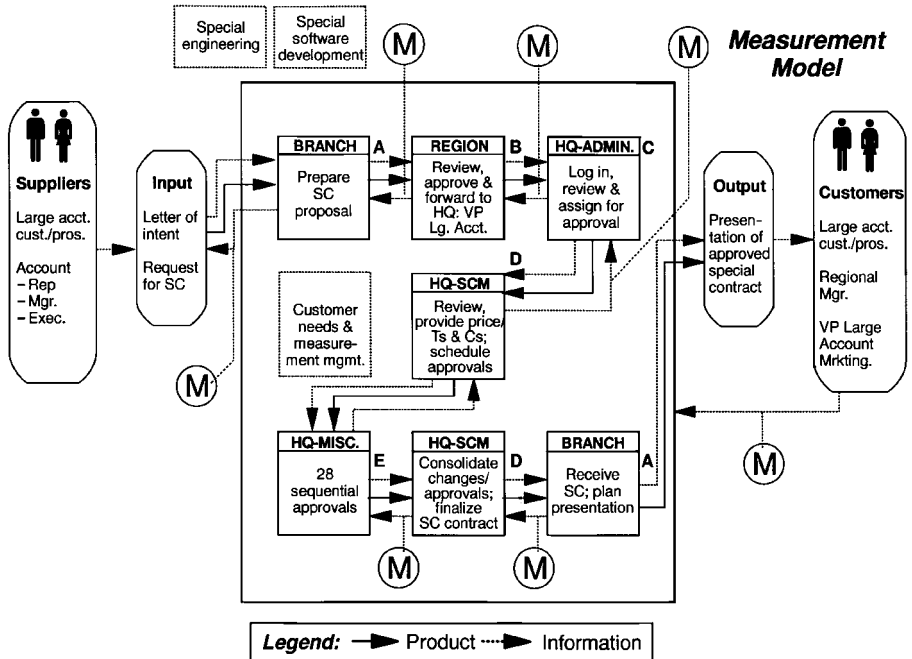 Special
engineering
Special
software
development
M
M
M
Measurement
Model
Suppliers
Large acct.
cust./pros.
Account
– Rep
– Mgr.
– Exec.
Input
Letter of
intent
Request
for SC
BRANCH
A
Prepare
SC
proposal
REGION
B
Review,
approve &
forward to
HQ: VP
Lg. Acct.
HQ-ADMIN.
C
Log in,
review &
assign for
approval
Output
Presen-
tation of
approved
special
contract
Customers
Large acct.
cust./pros.
Regional
Mgr.
VP Large
Account
Mrkting.
D
HQ-SCM
Review,
provide price/
Ts & Cs;
schedule
approvals
Customer
needs &
measure-
ment mgmt.
M
M
HQ-MISC.
E
28
sequential
approvals
HQ-SCM
D
Consolidate
changes/
approvals;
finalize
SC contract
BRANCH
A
Receive
SC; plan
presentation
M
M
Legend: Product Information